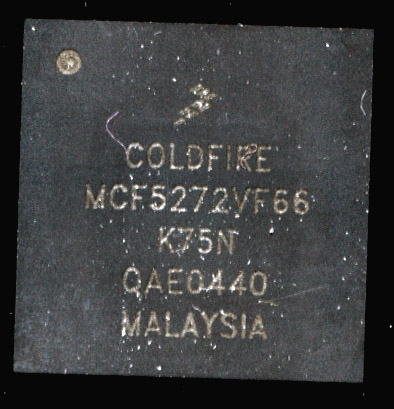 COLDFIRE
MCF5272VF66
K75N
QAE0440
MALAYSIA